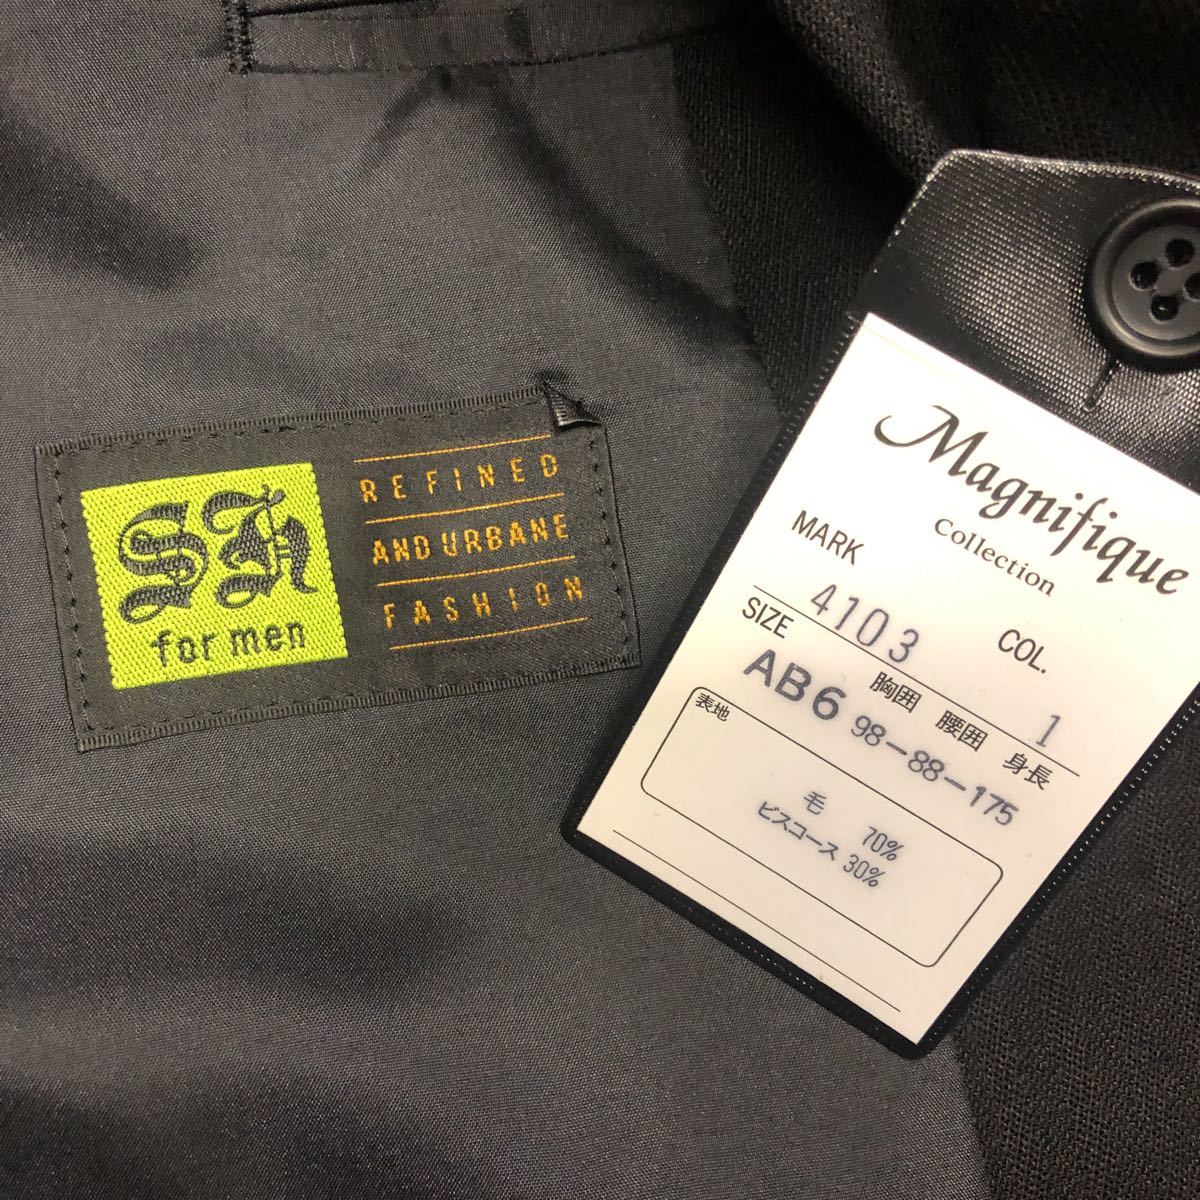 SH
for men
REFINED
AND URBANE
FASHION
Magnifique
Collection
MARK COL.
4103 1
SIZE 胸囲 腰囲 身長
AB6 98-88-175
表地
毛 70%
ビスコース 30%